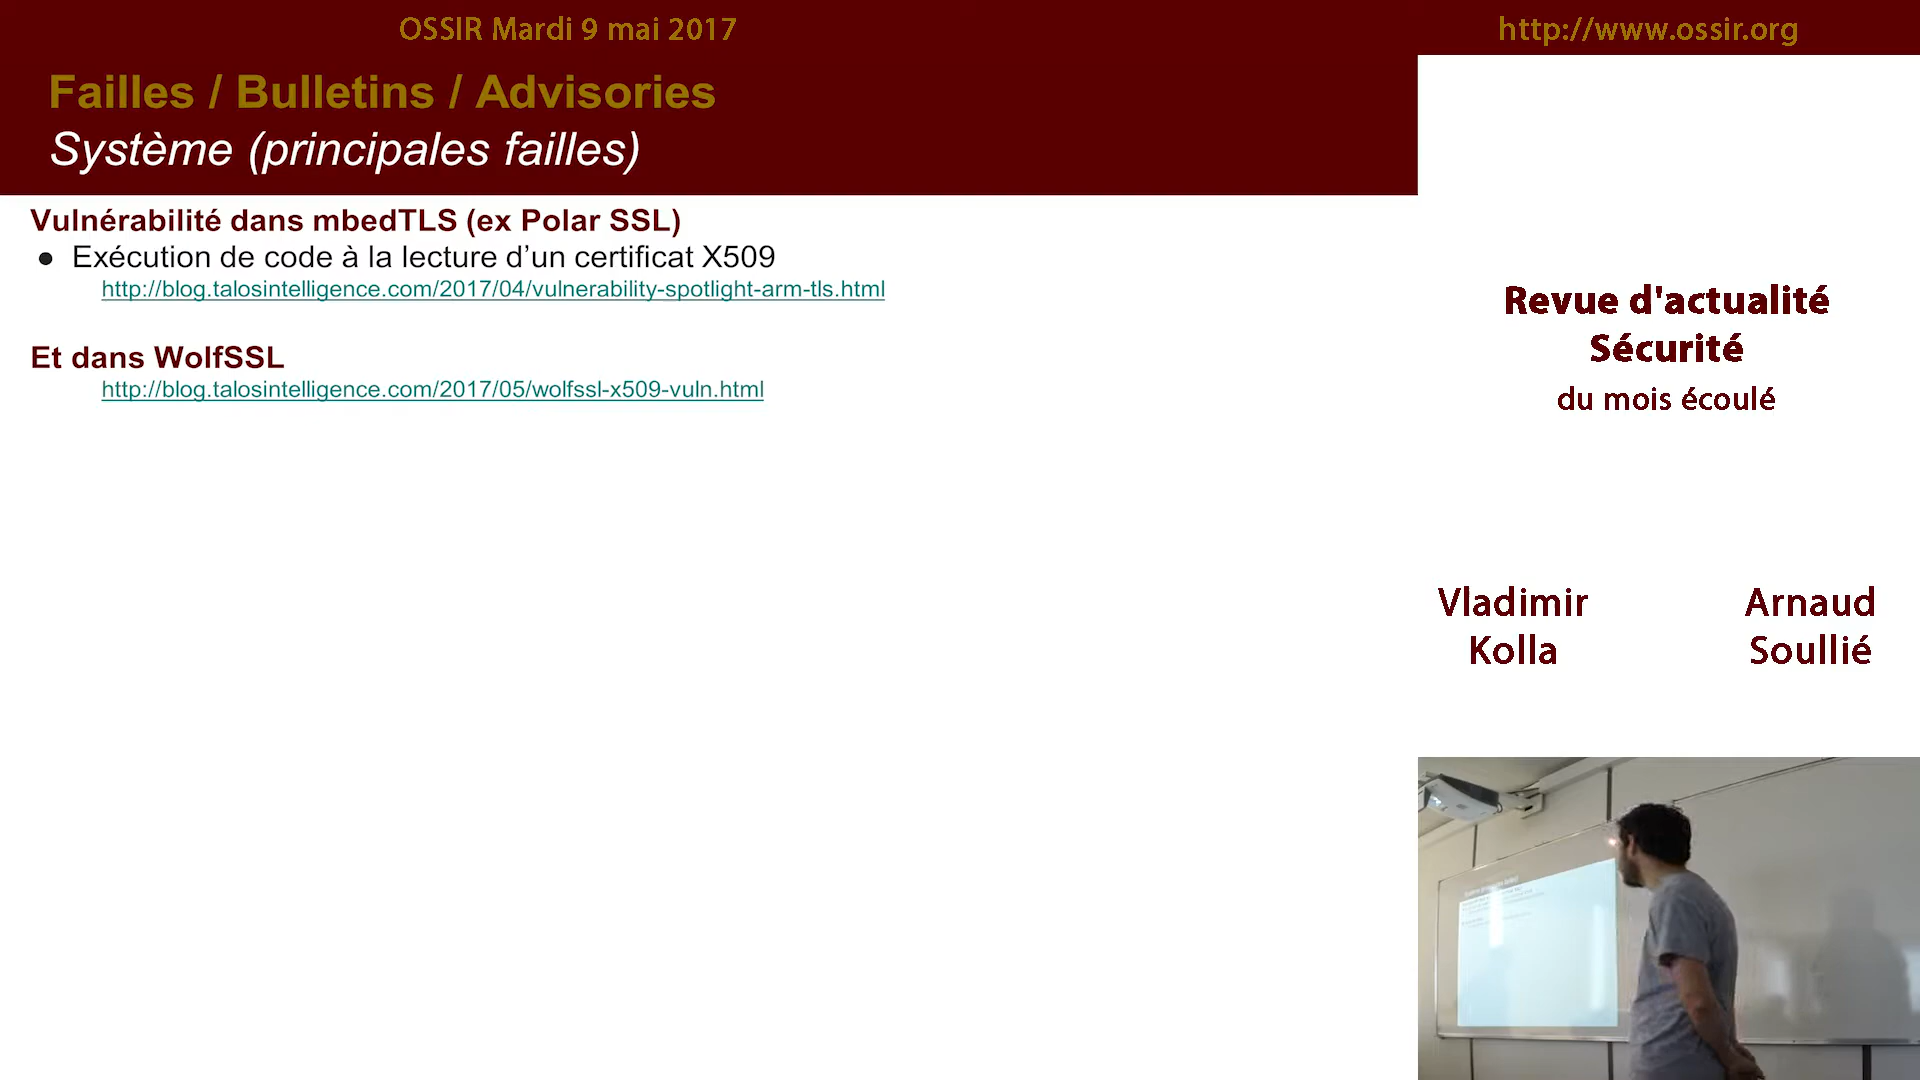 OSSIR Mardi 9 mai 2017
http://www.ossir.org
Failles / Bulletins / Advisories
Système (principales failles)
Vulnérabilité dans mbedTLS (ex Polar SSL)
● Exécution de code à la lecture d’un certificat X509
http://blog.talosintelligence.com/2017/04/vulnerability-spotlight-arm-tls.html
Et dans WolfSSL
http://blog.talosintelligence.com/2017/05/wolfssl-x509-vuln.html
Revue d'actualité
Sécurité
du mois écoulé
Vladimir
Kolla
Arnaud
Soullié